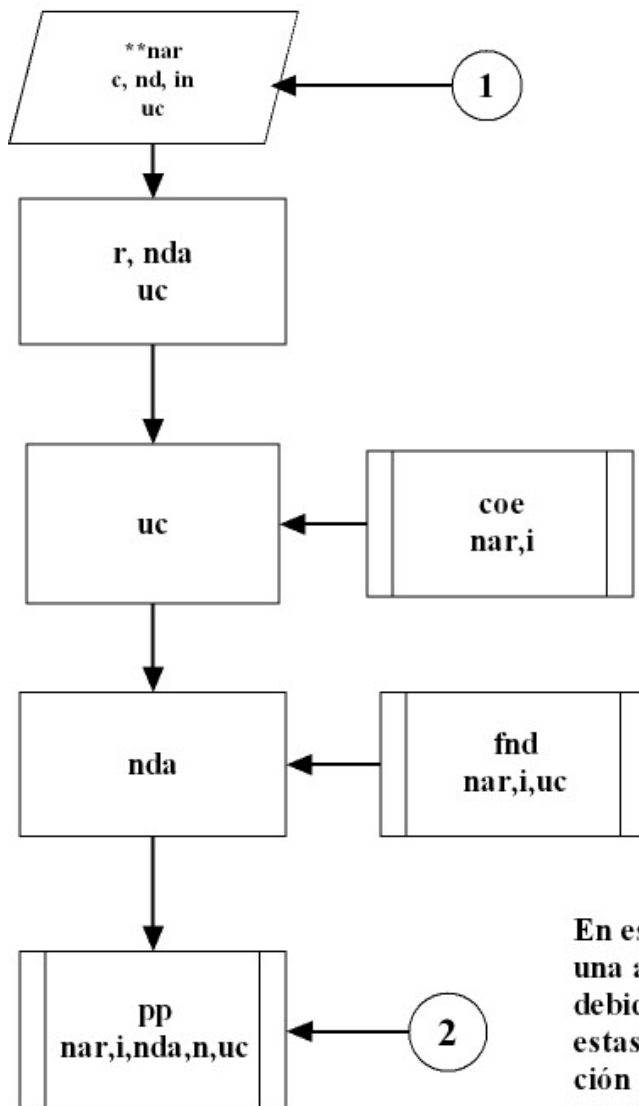 **nar
c, nd, in
uc
1
r, nda
uc
uc
coe
nar,i
nda
fnd
nar,i,uc
pp
nar,i,nda,n,uc
2
En es
una a
debid
estas
ción